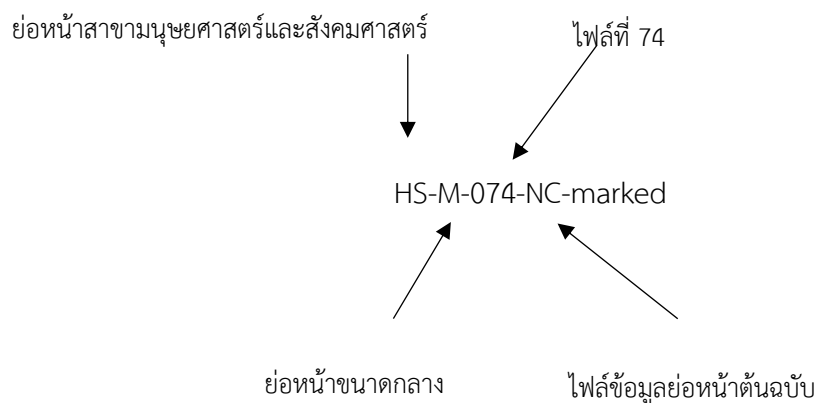 ย่อหน้าสาขามนุษยศาสตร์และสังคมศาสตร์
ไฟล์ที่ 74
HS-M-074-NC-marked
ย่อหน้าขนาดกลาง
ไฟล์ข้อมูลย่อหน้าต้นฉบับ